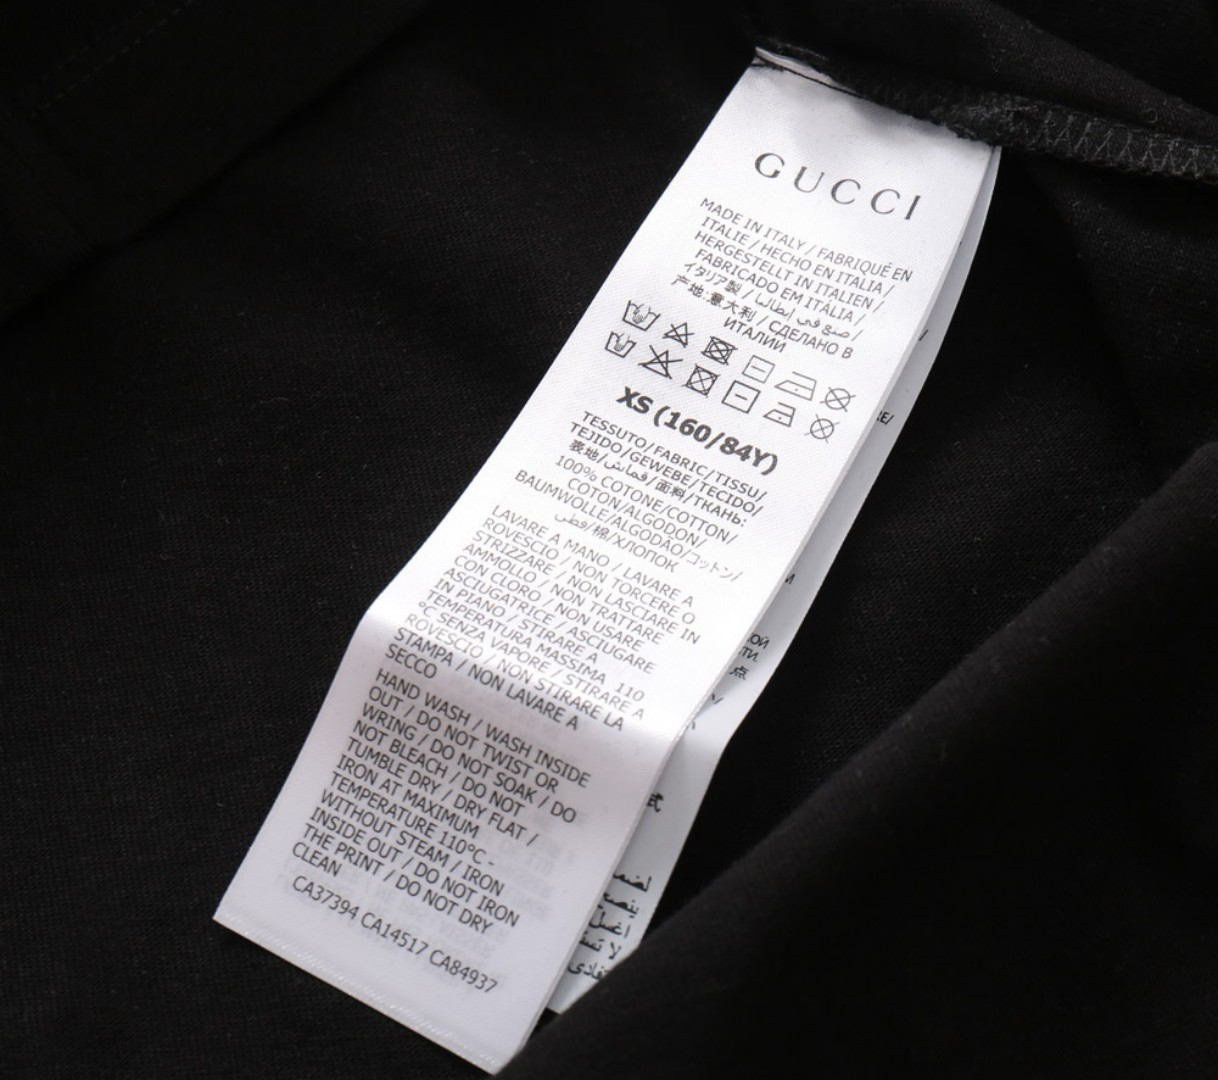 GUCCI
MADE IN ITALY / FABRIQUÉ EN
ITALIE / HECHO EN ITALIA /
HERGESTELLT IN ITALIEN /
FABRICADO EM ITÁLIA /
イタリア製 / صنع في إيطاليا /
产地:意大利 / СДЕЛАНО В
ИТАЛИИ
XS (160/84Y)
TESSUTO/FABRIC/TISSU/
TEJIDO/GEWEBE/TECIDO/
表地/قماش/面料/ТКАНЬ:
100% COTONE/COTTON/
COTON/ALGODON/
BAUMWOLLE/ALGODÃO/コットン/
قطن/棉/ХЛОПОК
LAVARE A MANO / LAVARE A
ROVESCIO / NON TORCERE O
STRIZZARE / NON LASCIARE IN
AMMOLLO / NON TRATTARE
CON CLORO / NON USARE
ASCIUGATRICE / ASCIUGARE
IN PIANO / STIRARE A
TEMPERATURA MASSIMA 110
°C SENZA VAPORE / STIRARE A
ROVESCIO / NON STIRARE LA
STAMPA / NON LAVARE A
SECCO
HAND WASH / WASH INSIDE
OUT / DO NOT TWIST OR
WRING / DO NOT SOAK / DO
NOT BLEACH / DO NOT
TUMBLE DRY / DRY FLAT /
IRON AT MAXIMUM
TEMPERATURE 110°C -
WITHOUT STEAM / IRON
INSIDE OUT / DO NOT IRON
THE PRINT / DO NOT DRY
CLEAN
CA37394 CA14517 CA84937